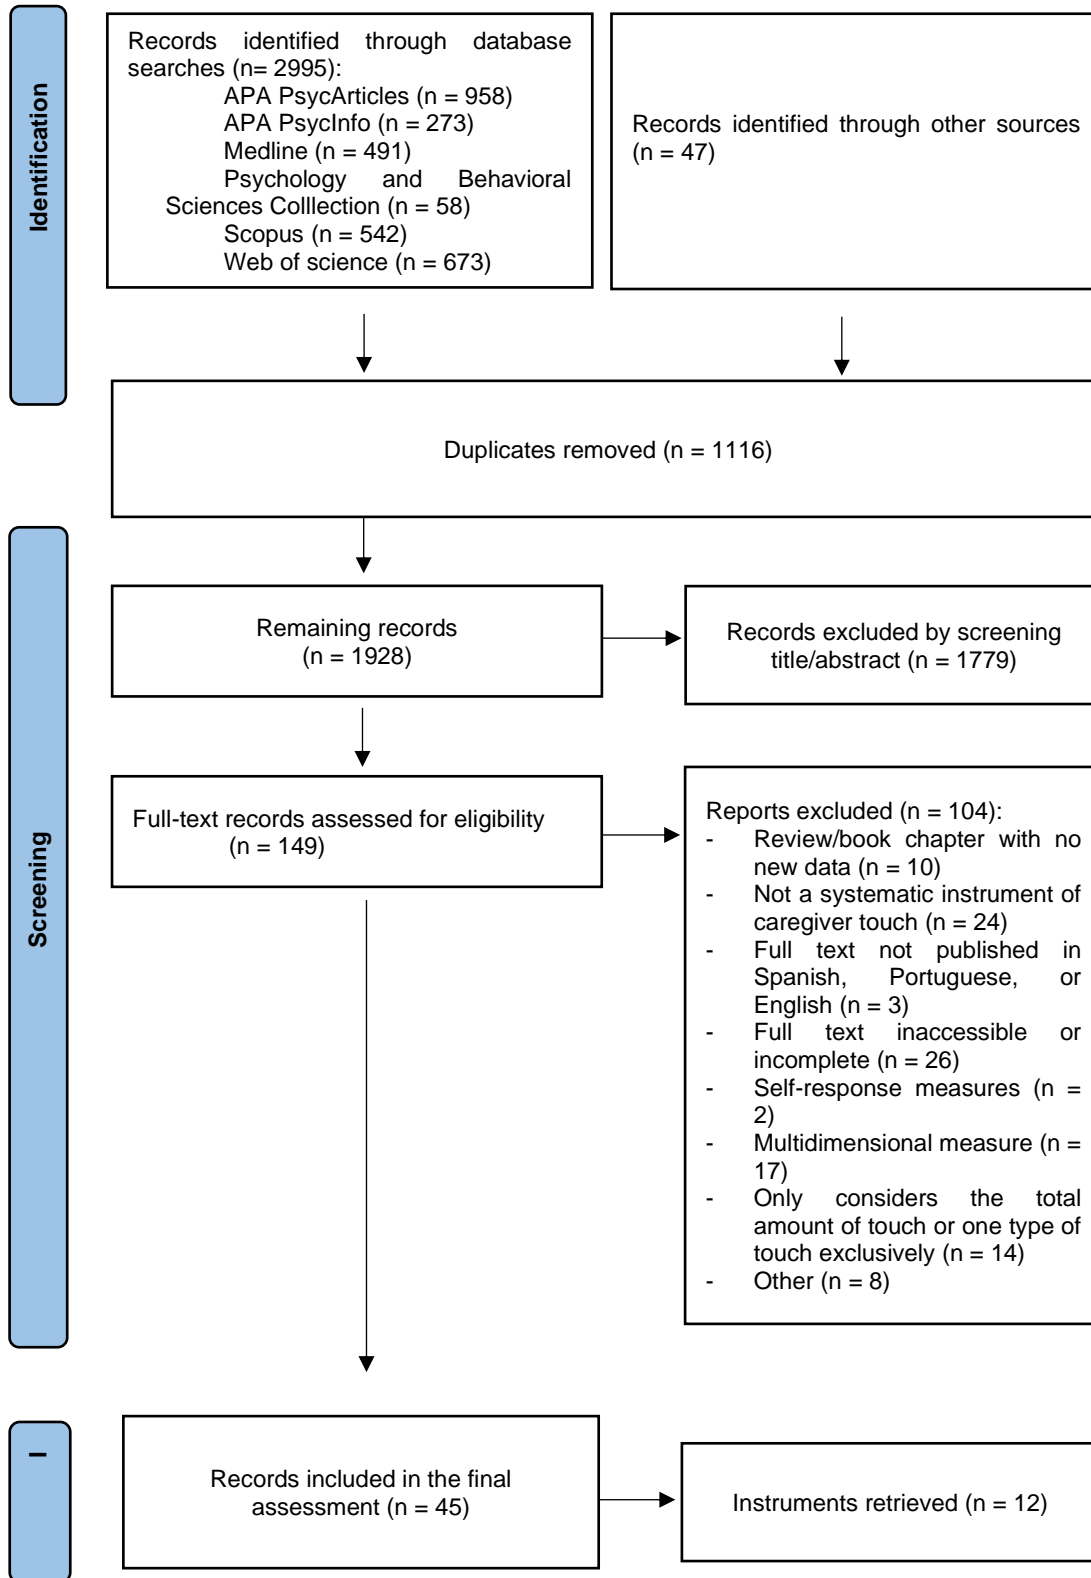 Identification
Records identified through database
searches (n= 2995):
APA PsycArticles (n = 958)
APA PsycInfo (n = 273)
Medline (n = 491)
Psychology and Behavioral
Sciences Colllection (n = 58)
Scopus (n = 542)
Web of science (n = 673)
Records identified through other sources
(n = 47)
Duplicates removed (n = 1116)
Screening
Remaining records
(n = 1928)
Records excluded by screening
title/abstract (n = 1779)
Full-text records assessed for eligibility
(n = 149)
Reports excluded (n = 104):
- Review/book chapter with no
new data (n = 10)
- Not a systematic instrument of
caregiver touch (n = 24)
- Full text not published in
Spanish, Portuguese, or
English (n = 3)
- Full text inaccessible or
incomplete (n = 26)
- Self-response measures (n =
2)
- Multidimensional measure (n =
17)
- Only considers the total
amount of touch or one type of
touch exclusively (n = 14)
- Other (n = 8)
I
Records included in the final
assessment (n = 45)
Instruments retrieved (n = 12)